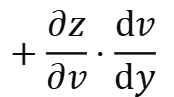 + ∂z/∂v · dv/dy